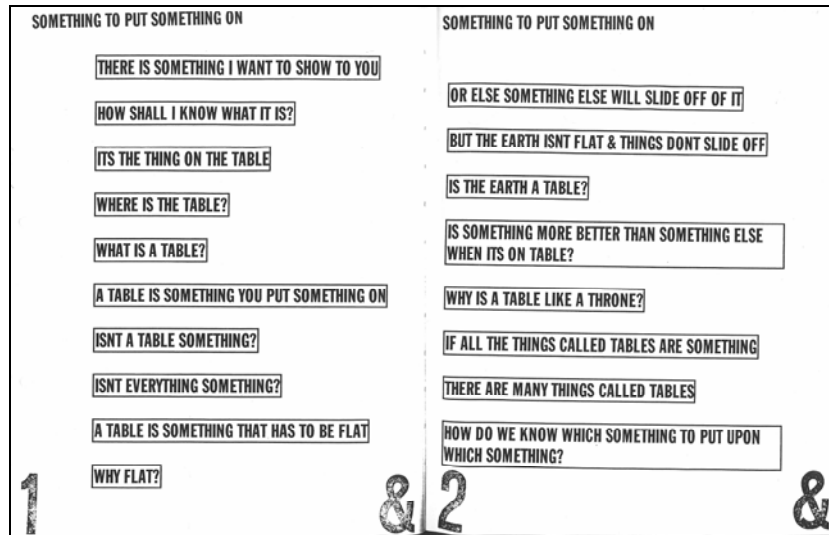 SOMETHING TO PUT SOMETHING ON
THERE IS SOMETHING I WANT TO SHOW TO YOU
HOW SHALL I KNOW WHAT IT IS?
ITS THE THING ON THE TABLE
WHERE IS THE TABLE?
WHAT IS A TABLE?
A TABLE IS SOMETHING YOU PUT SOMETHING ON
ISNT A TABLE SOMETHING?
ISNT EVERYTHING SOMETHING?
A TABLE IS SOMETHING THAT HAS TO BE FLAT
WHY FLAT?
1 &
SOMETHING TO PUT SOMETHING ON
OR ELSE SOMETHING ELSE WILL SLIDE OFF OF IT
BUT THE EARTH ISNT FLAT & THINGS DONT SLIDE OFF
IS THE EARTH A TABLE?
IS SOMETHING MORE BETTER THAN SOMETHING ELSE
WHEN ITS ON TABLE?
WHY IS A TABLE LIKE A THRONE?
IF ALL THE THINGS CALLED TABLES ARE SOMETHING
THERE ARE MANY THINGS CALLED TABLES
HOW DO WE KNOW WHICH SOMETHING TO PUT UPON
WHICH SOMETHING?
2 &